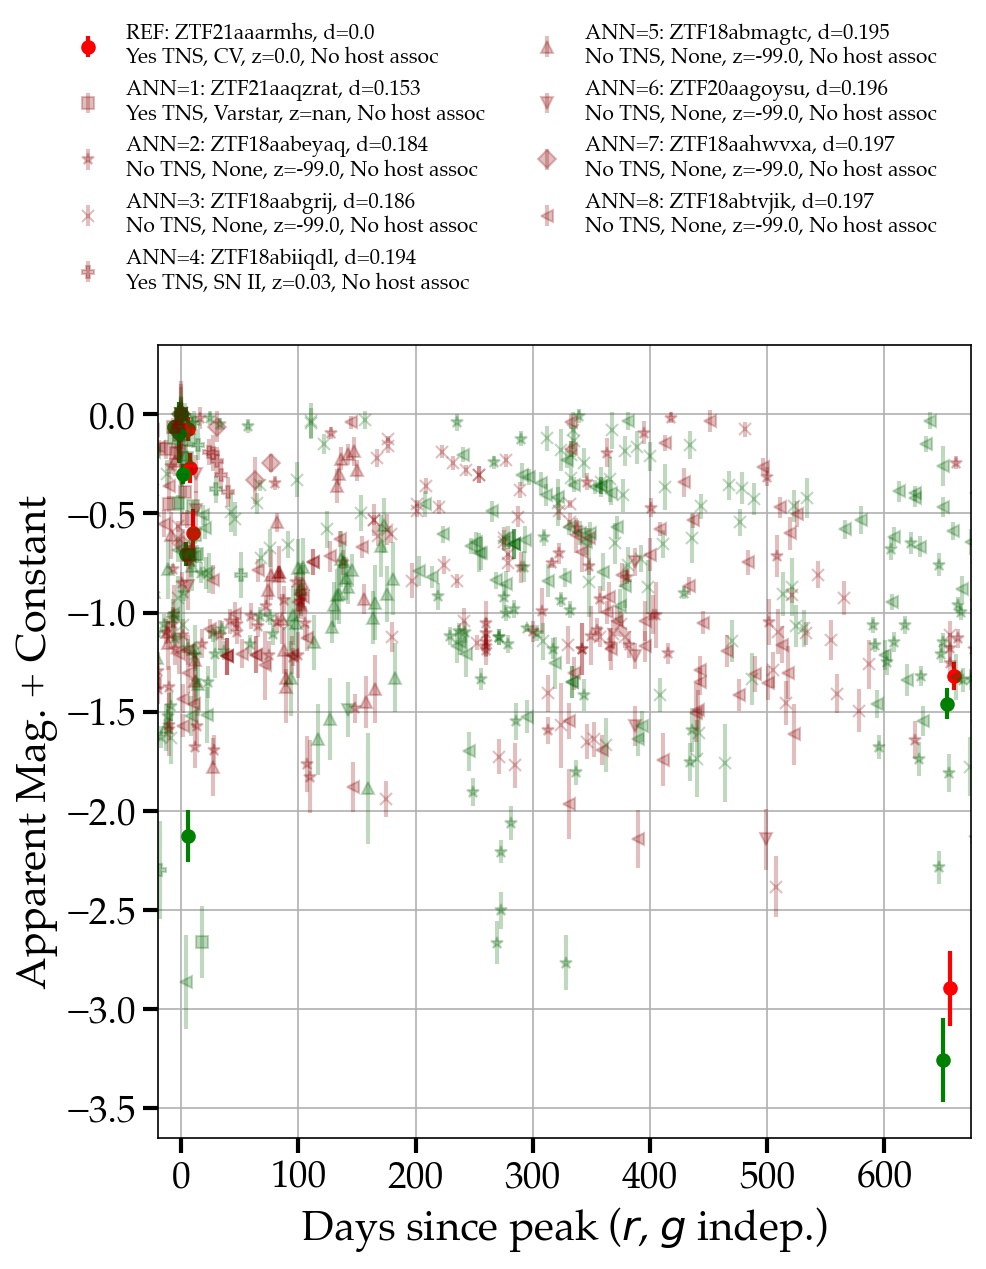 REF: ZTF21aaarmhs, d=0.0
Yes TNS, CV, z=0.0, No host assoc
ANN=1: ZTF21aaqzrat, d=0.153
Yes TNS, Varstar, z=nan, No host assoc
ANN=2: ZTF18aabeyaq, d=0.184
No TNS, None, z=-99.0, No host assoc
ANN=3: ZTF18aabgrij, d=0.186
No TNS, None, z=-99.0, No host assoc
ANN=4: ZTF18abiiqdl, d=0.194
Yes TNS, SN II, z=0.03, No host assoc
ANN=5: ZTF18abmagtc, d=0.195
No TNS, None, z=-99.0, No host assoc
ANN=6: ZTF20aagoysu, d=0.196
No TNS, None, z=-99.0, No host assoc
ANN=7: ZTF18aahwvxa, d=0.197
No TNS, None, z=-99.0, No host assoc
ANN=8: ZTF18abtvjik, d=0.197
No TNS, None, z=-99.0, No host assoc
Apparent Mag. + Constant
0.0
−0.5
−1.0
−1.5
−2.0
−2.5
−3.0
−3.5
0 100 200 300 400 500 600
Days since peak (r, g indep.)